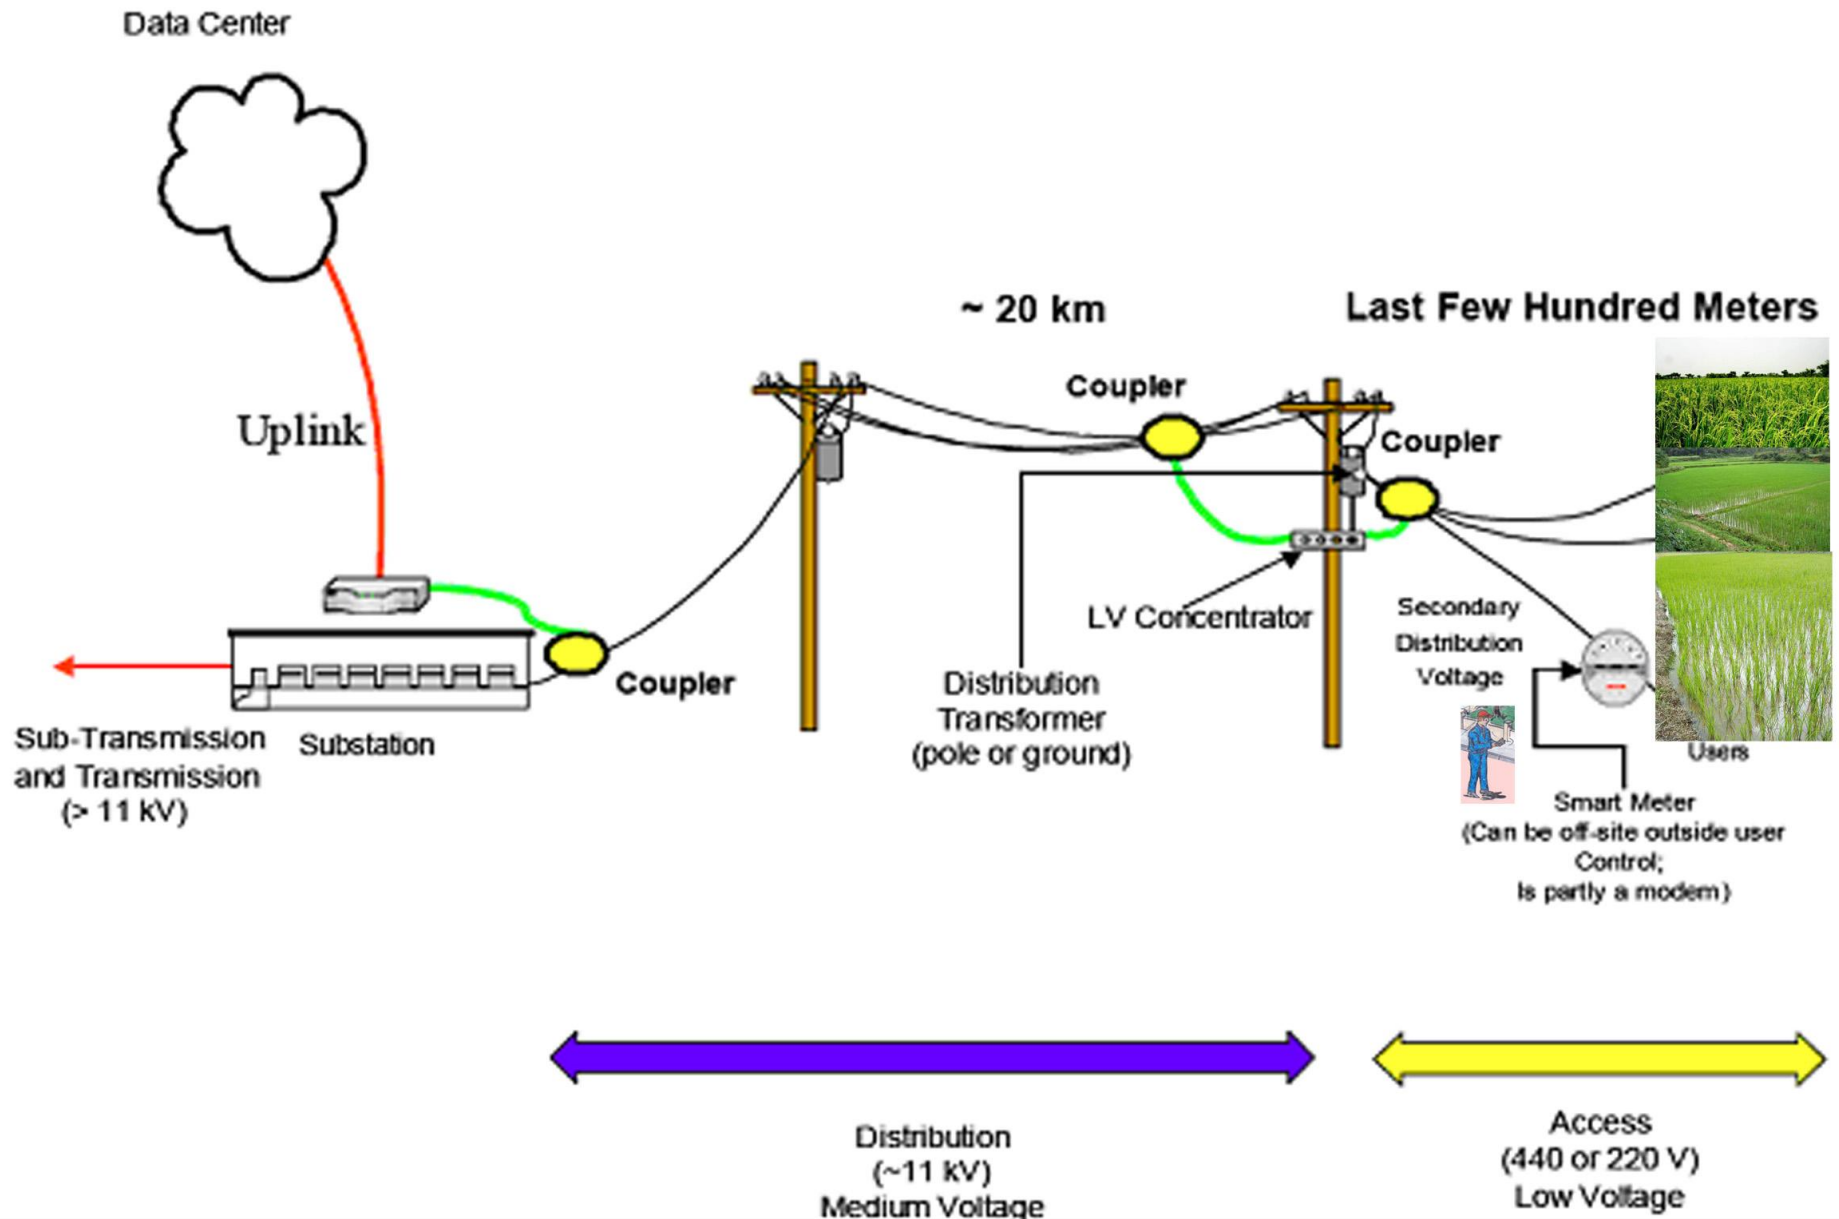 Data Center
Uplink
~ 20 km
Last Few Hundred Meters
Coupler
Coupler
LV Concentrator
Secondary
Distribution
Voltage
Coupler
Distribution
Transformer
(pole or ground)
Sub-Transmission
and Transmission
(> 11 kV)
Substation
Users
Smart Meter
(Can be off-site outside user
Control;
Is partly a modem)
Distribution
(~11 kV)
Medium Voltage
Access
(440 or 220 V)
Low Voltage